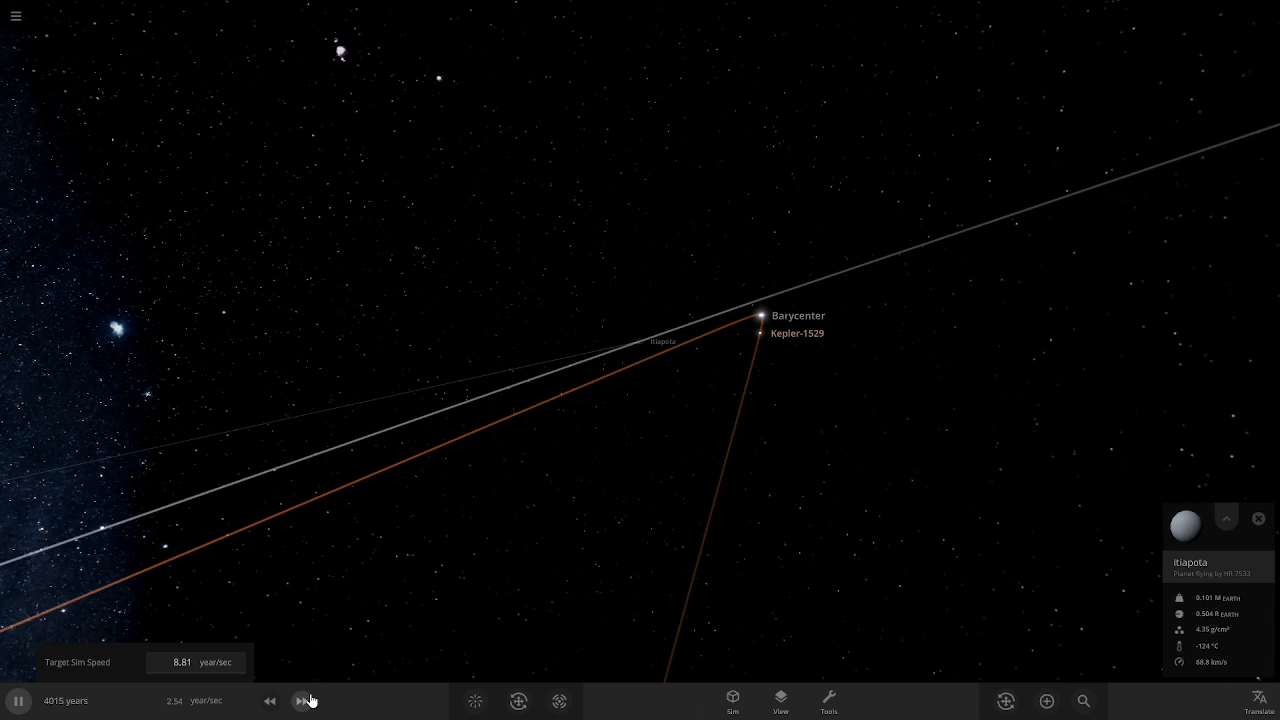 Barycenter
Kepler-1529
Itiapota
Itiapota
Planet flying by HR 7533
0.101 M EARTH
0.504 R EARTH
4.35 g/cm³
-124 °C
68.8 km/s
Target Sim Speed 8.81 year/sec
4015 years 2.54 year/sec
Sim View Tools Translate